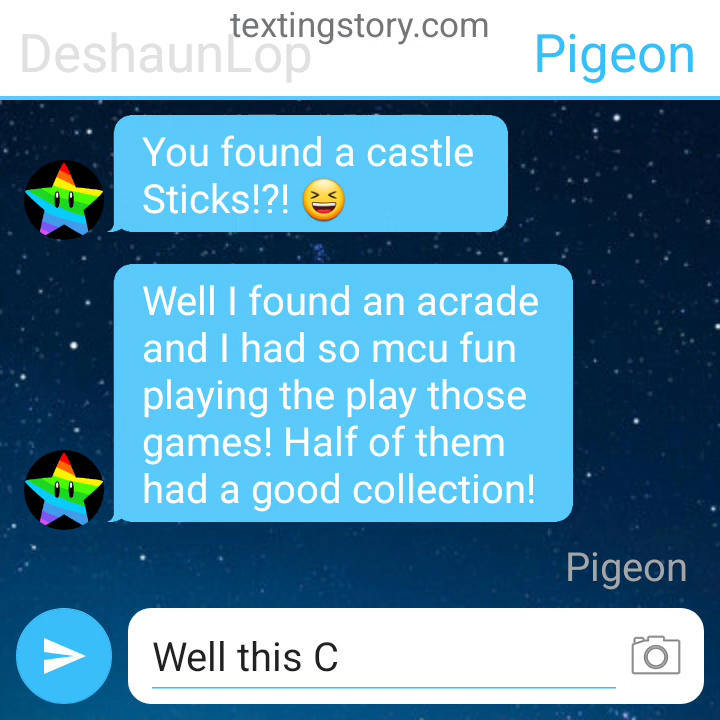 textingstory.com
DeshaunLop
Pigeon
You found a castle
Sticks!?! 😆
Well I found an acrade
and I had so mcu fun
playing the play those
games! Half of them
had a good collection!
Pigeon
Well this C